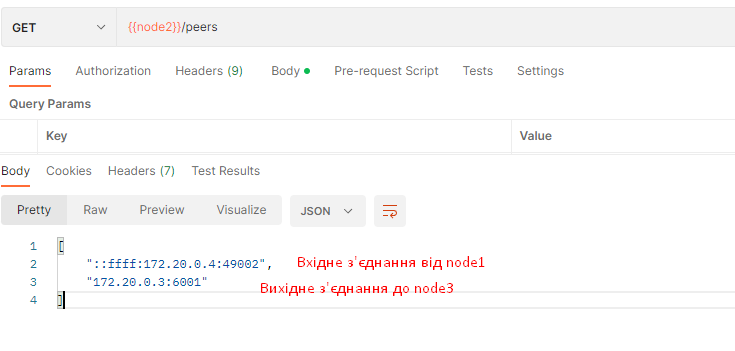 GET {{node2}}/peers
Params Authorization Headers (9) Body Pre-request Script Tests Settings
Query Params
Key Value
Body Cookies Headers (7) Test Results
Pretty Raw Preview Visualize JSON
1 [
2 "::ffff:172.20.0.4:49002", Вхідне з'єднання від node1
3 "172.20.0.3:6001" Вихідне з'єднання до node3
4 ]